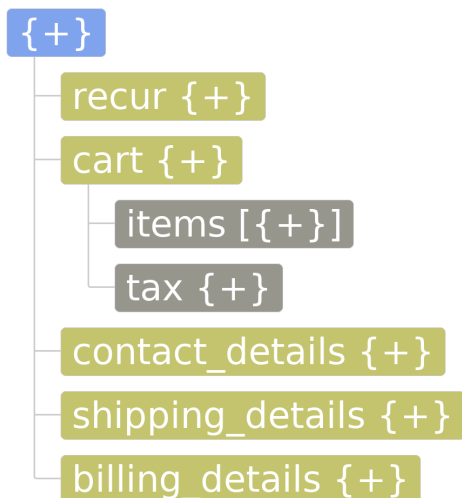 {+}
recur {+}
cart {+}
items [{+}]
tax {+}
contact_details {+}
shipping_details {+}
billing_details {+}